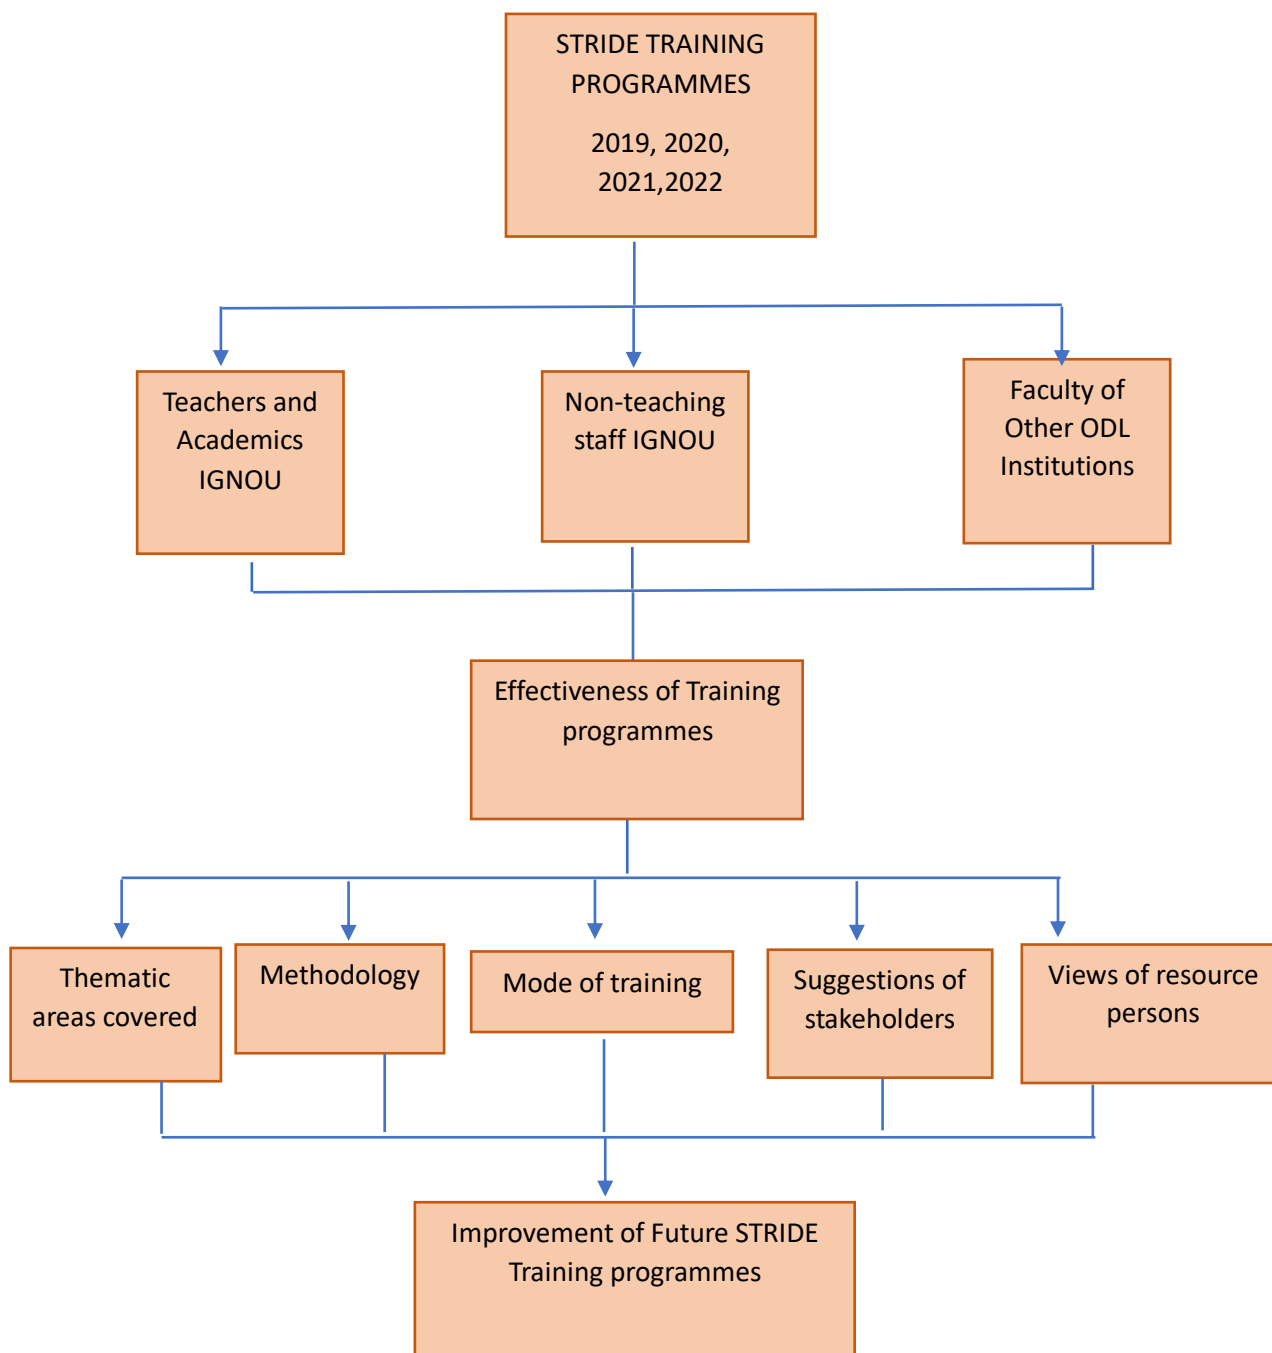 STRIDE TRAINING
PROGRAMMES
2019, 2020,
2021,2022
Teachers and
Academics
IGNOU
Non-teaching
staff IGNOU
Faculty of
Other ODL
Institutions
Effectiveness of Training
programmes
Thematic
areas covered
Methodology
Mode of training
Suggestions of
stakeholders
Views of resource
persons
Improvement of Future STRIDE
Training programmes